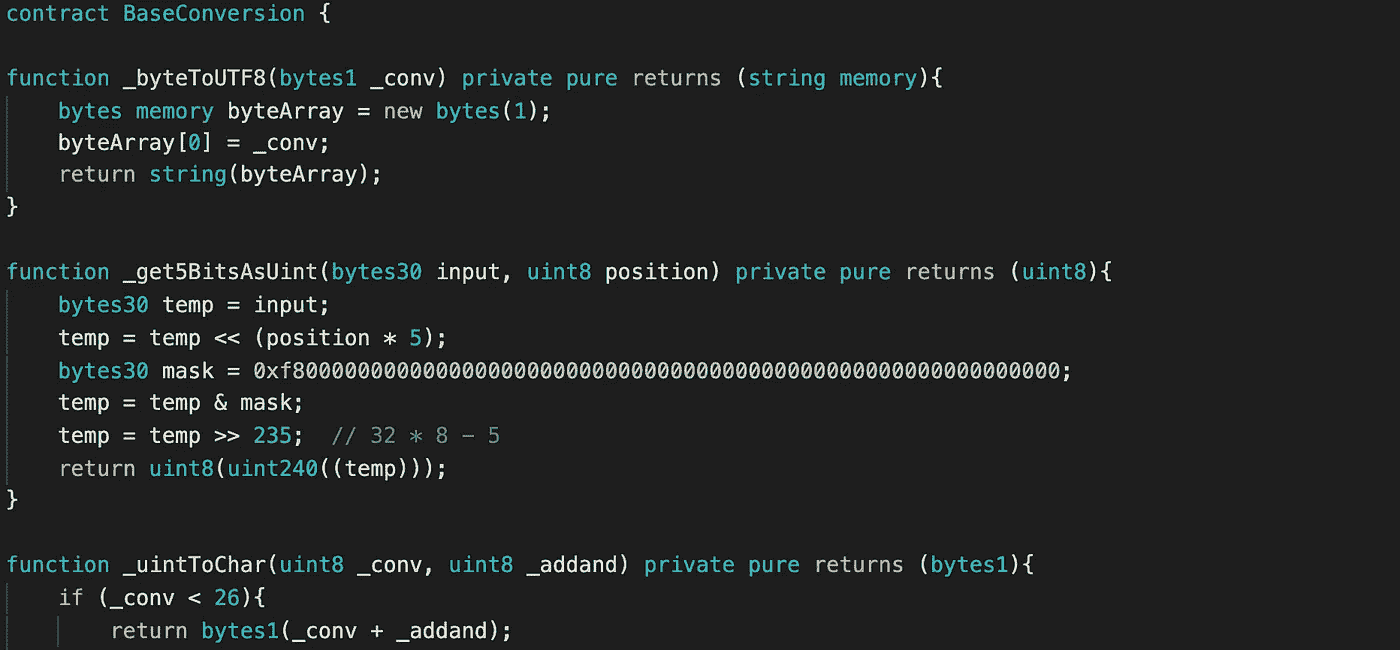 contract BaseConversion {
function _byteToUTF8(bytes1 _conv) private pure returns (string memory){
bytes memory byteArray = new bytes(1);
byteArray[0] = _conv;
return string(byteArray);
}
function _get5BitsAsUint(bytes30 input, uint8 position) private pure returns (uint8){
bytes30 temp = input;
temp = temp << (position * 5);
bytes30 mask = 0xf80000000000000000000000000000000000000000000000000000000000;
temp = temp & mask;
temp = temp >> 235;  // 32 * 8 - 5
return uint8(uint240((temp)));
}
function _uintToChar(uint8 _conv, uint8 _addand) private pure returns (bytes1){
if (_conv < 26){
return bytes1(_conv + _addand);